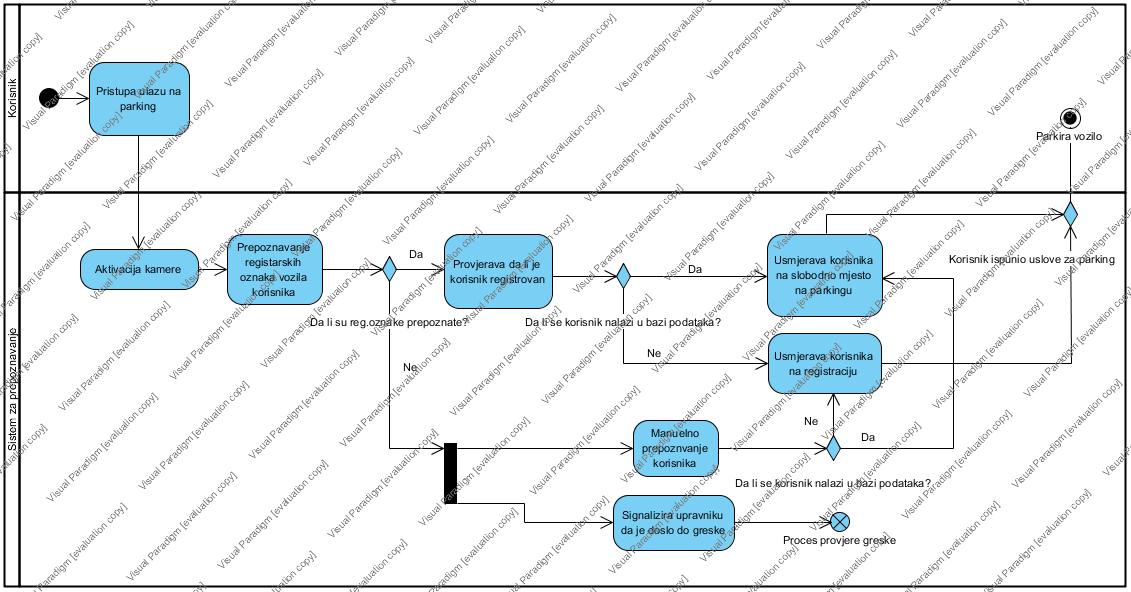 Korisnik
Pristupa ulazu na
parking
Parkira vozilo
Sistem za prepoznavanje
Aktivacija kamere
Prepoznavanje
registarskih
oznaka vozila
korisnika
Da
Da li su reg.oznake prepoznate?
Ne
Provjerava da li je
korisnik registrovan
Da
Da li se korisnik nalazi u bazi podataka?
Ne
Usmjerava korisnika
na slobodno mjesto
na parkingu
Korisnik ispunio uslove za parking
Usmjerava korisnika
na registraciju
Ne
Da
Manuelno
prepoznvanje
korisnika
Da li se korisnik nalazi u bazi podataka?
Signalizira upravniku
da je doslo do greske
Proces provjere greske
Visual Paradigm [evaluation copy]